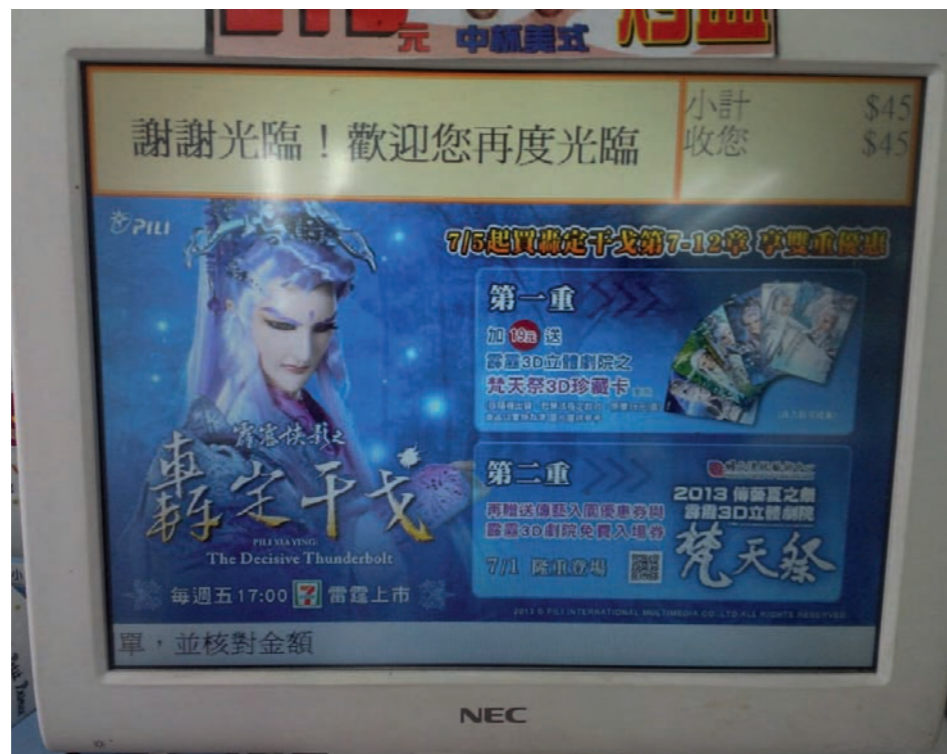 元 中杯美式
謝謝光臨！歡迎您再度光臨
小計 $45
收您 $45
PILI
7/5起買轟定干戈第7-12章 享雙重優惠
第一重
加 19元 送
霹靂3D立體劇院之
梵天祭3D珍藏卡
第二重
再贈送傳藝入園優惠券與
霹靂3D劇院免費入場券
7/1 隆重登場
2013 傳藝夏之祭
霹靂3D立體劇院
梵天祭
霹靂俠影之
轟定干戈
PILI XIA YING:
The Decisive Thunderbolt
每週五17:00 7 雷霆上市
2013 © PILI INTERNATIONAL MULTIMEDIA CO.,LTD ALL RIGHTS RESERVED.
單，並核對金額
NEC